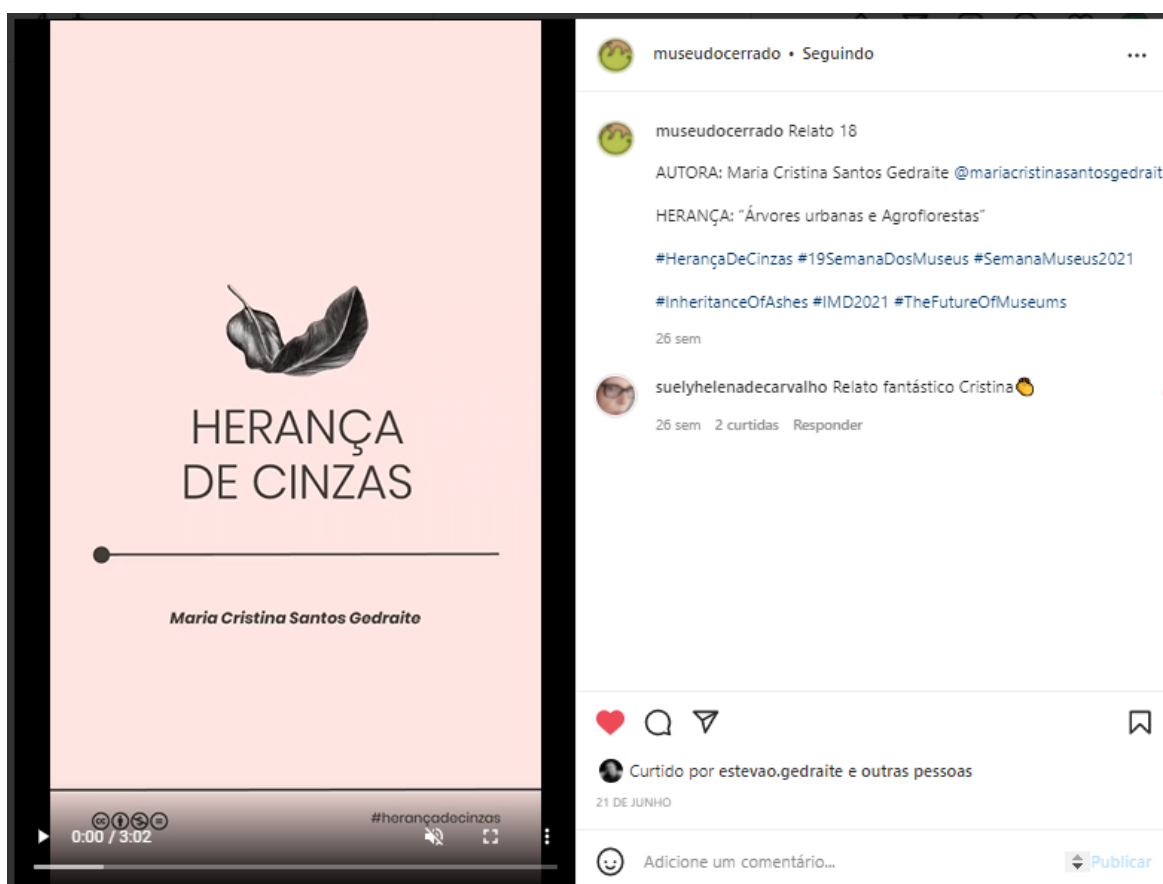 HERANÇA
DE CINZAS
Maria Cristina Santos Gedraite
#herançadecinzas
0:00 / 3:02
museudocerrado • Seguindo
museudocerrado Relato 18
AUTORA: Maria Cristina Santos Gedraite @mariacristinasantosgedrait
HERANÇA: “Árvores urbanas e Agroflorestas”
#HerançaDeCinzas #19SemanaDosMuseus #SemanaMuseus2021
#InheritanceOfAshes #IMD2021 #TheFutureOfMuseums
26 sem
suelyhelenadecarvalho Relato fantástico Cristina👏
26 sem 2 curtidas Responder
Curtido por estevao.gedraite e outras pessoas
21 DE JUNHO
Adicione um comentário... Publicar